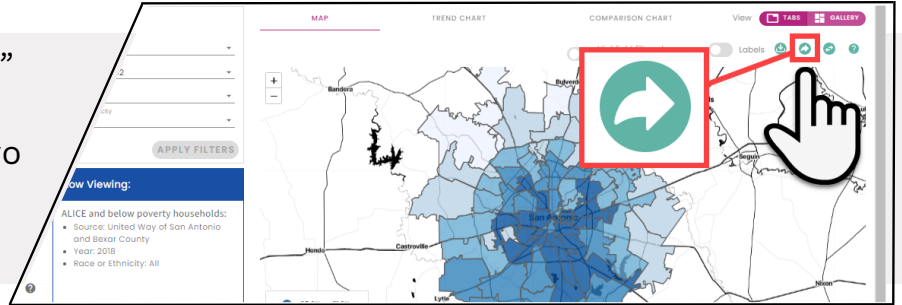 MAP
TREND CHART
COMPARISON CHART
View
TABS
GALLERY
”
Labels
Bandera
San Antonio
Seguin
APPLY FILTERS
Now Viewing:
ALICE and below poverty households:
Source: United Way of San Antonio
and Bexar County
Year: 2018
Race or Ethnicity: All
Hondo
Castroville
Lytle
Nixon
+
−
?
?